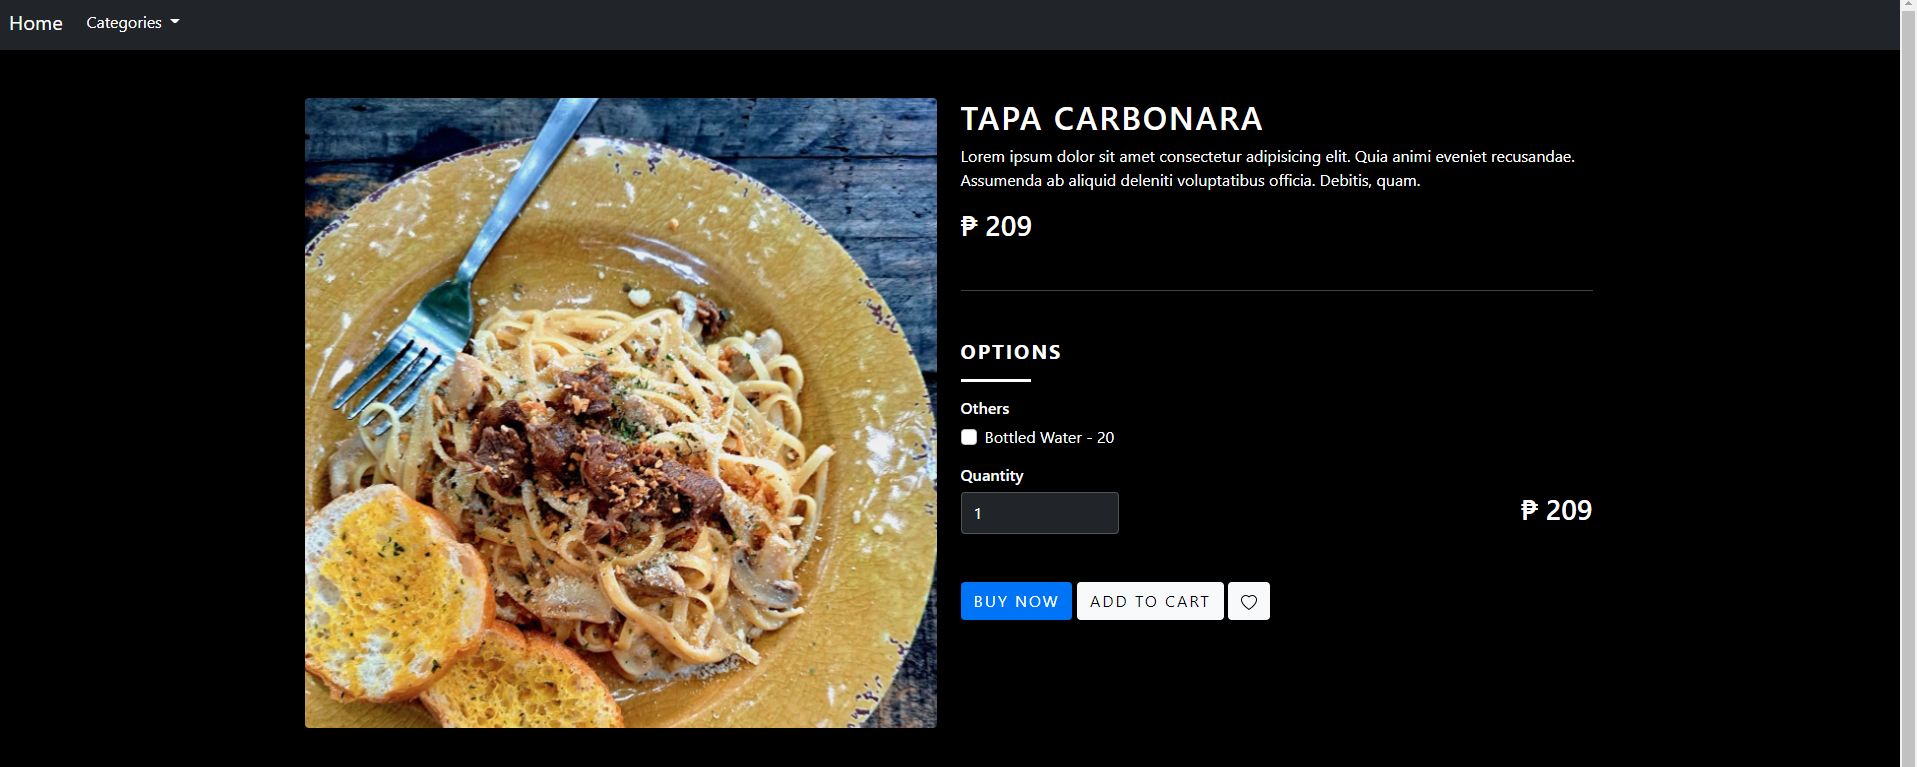 Home
Categories
TAPA CARBONARA
Lorem ipsum dolor sit amet consectetur adipisicing elit. Quia animi eveniet recusandae.
Assumenda ab aliquid deleniti voluptatibus officia. Debitis, quam.
₱ 209
OPTIONS
Others
Bottled Water - 20
Quantity
1
₱ 209
BUY NOW
ADD TO CART